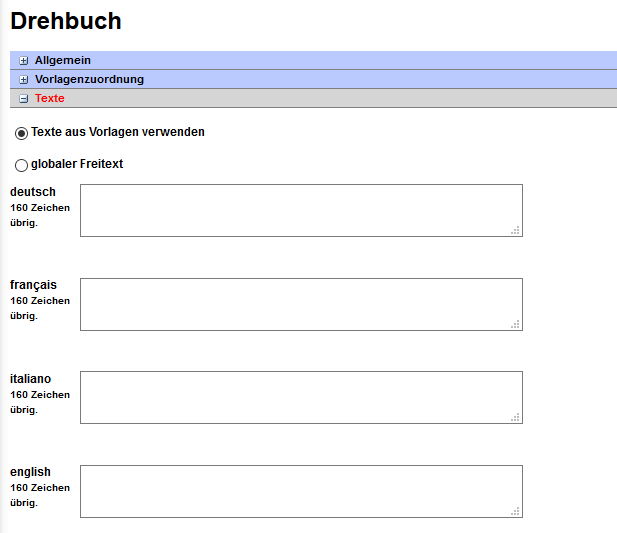 Drehbuch
Allgemein
Vorlagenzuordnung
Texte
Texte aus Vorlagen verwenden
globaler Freitext
deutsch
160 Zeichen
übrig.
français
160 Zeichen
übrig.
italiano
160 Zeichen
übrig.
english
160 Zeichen
übrig.